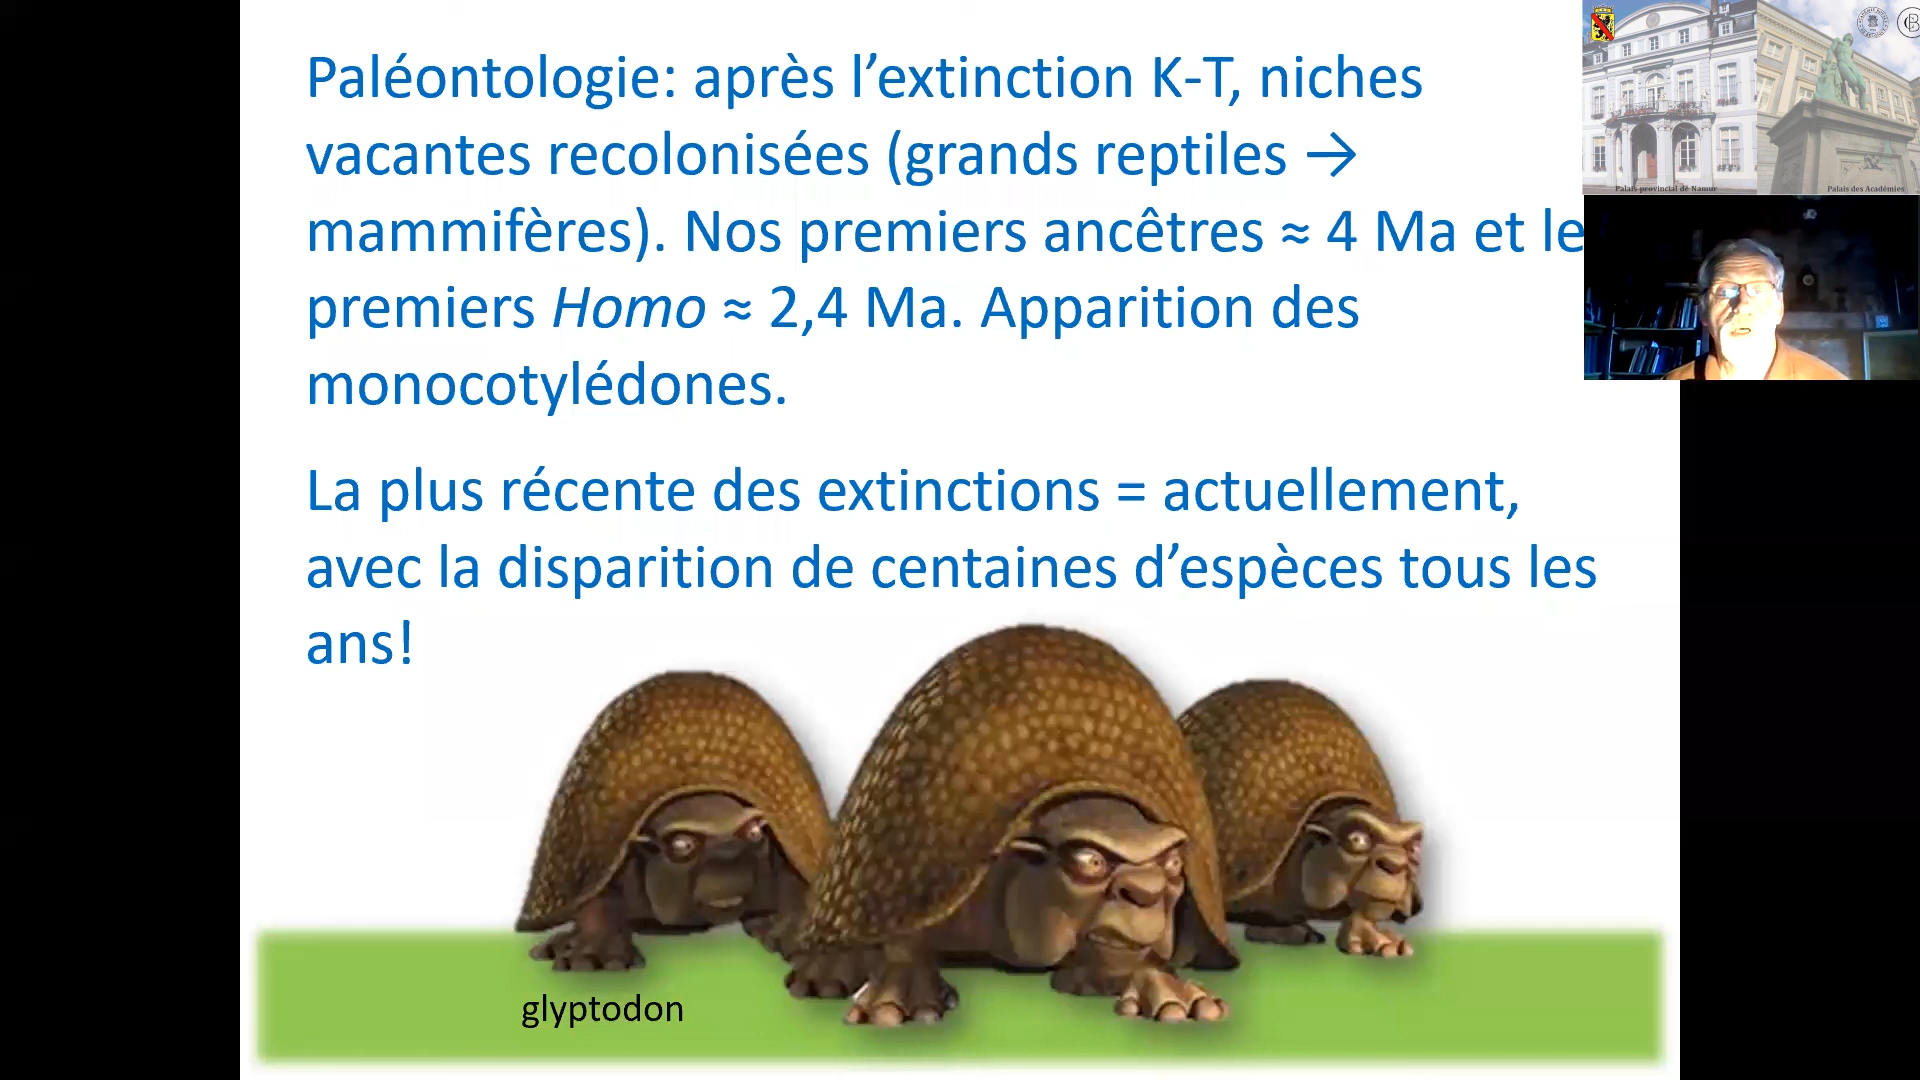 Paléontologie: après l’extinction K-T, niches
vacantes recolonisées (grands reptiles →
mammifères). Nos premiers ancêtres ≈ 4 Ma et le
premiers Homo ≈ 2,4 Ma. Apparition des
monocotylédones.
La plus récente des extinctions = actuellement,
avec la disparition de centaines d’espèces tous les
ans!
glyptodon
Palais provincial de Namur
Palais des Académies